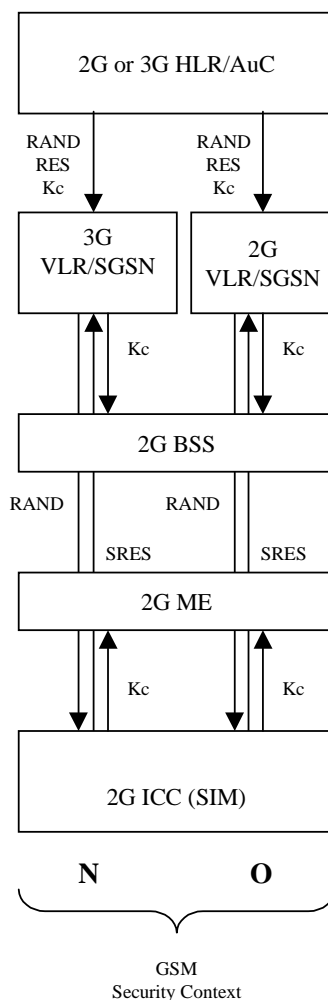 2G or 3G HLR/AuC
RAND
RES
Kc
RAND
RES
Kc
3G
VLR/SGSN
2G
VLR/SGSN
Kc
Kc
2G BSS
RAND
RAND
SRES
SRES
2G ME
Kc
Kc
2G ICC (SIM)
N
O
GSM
Security Context